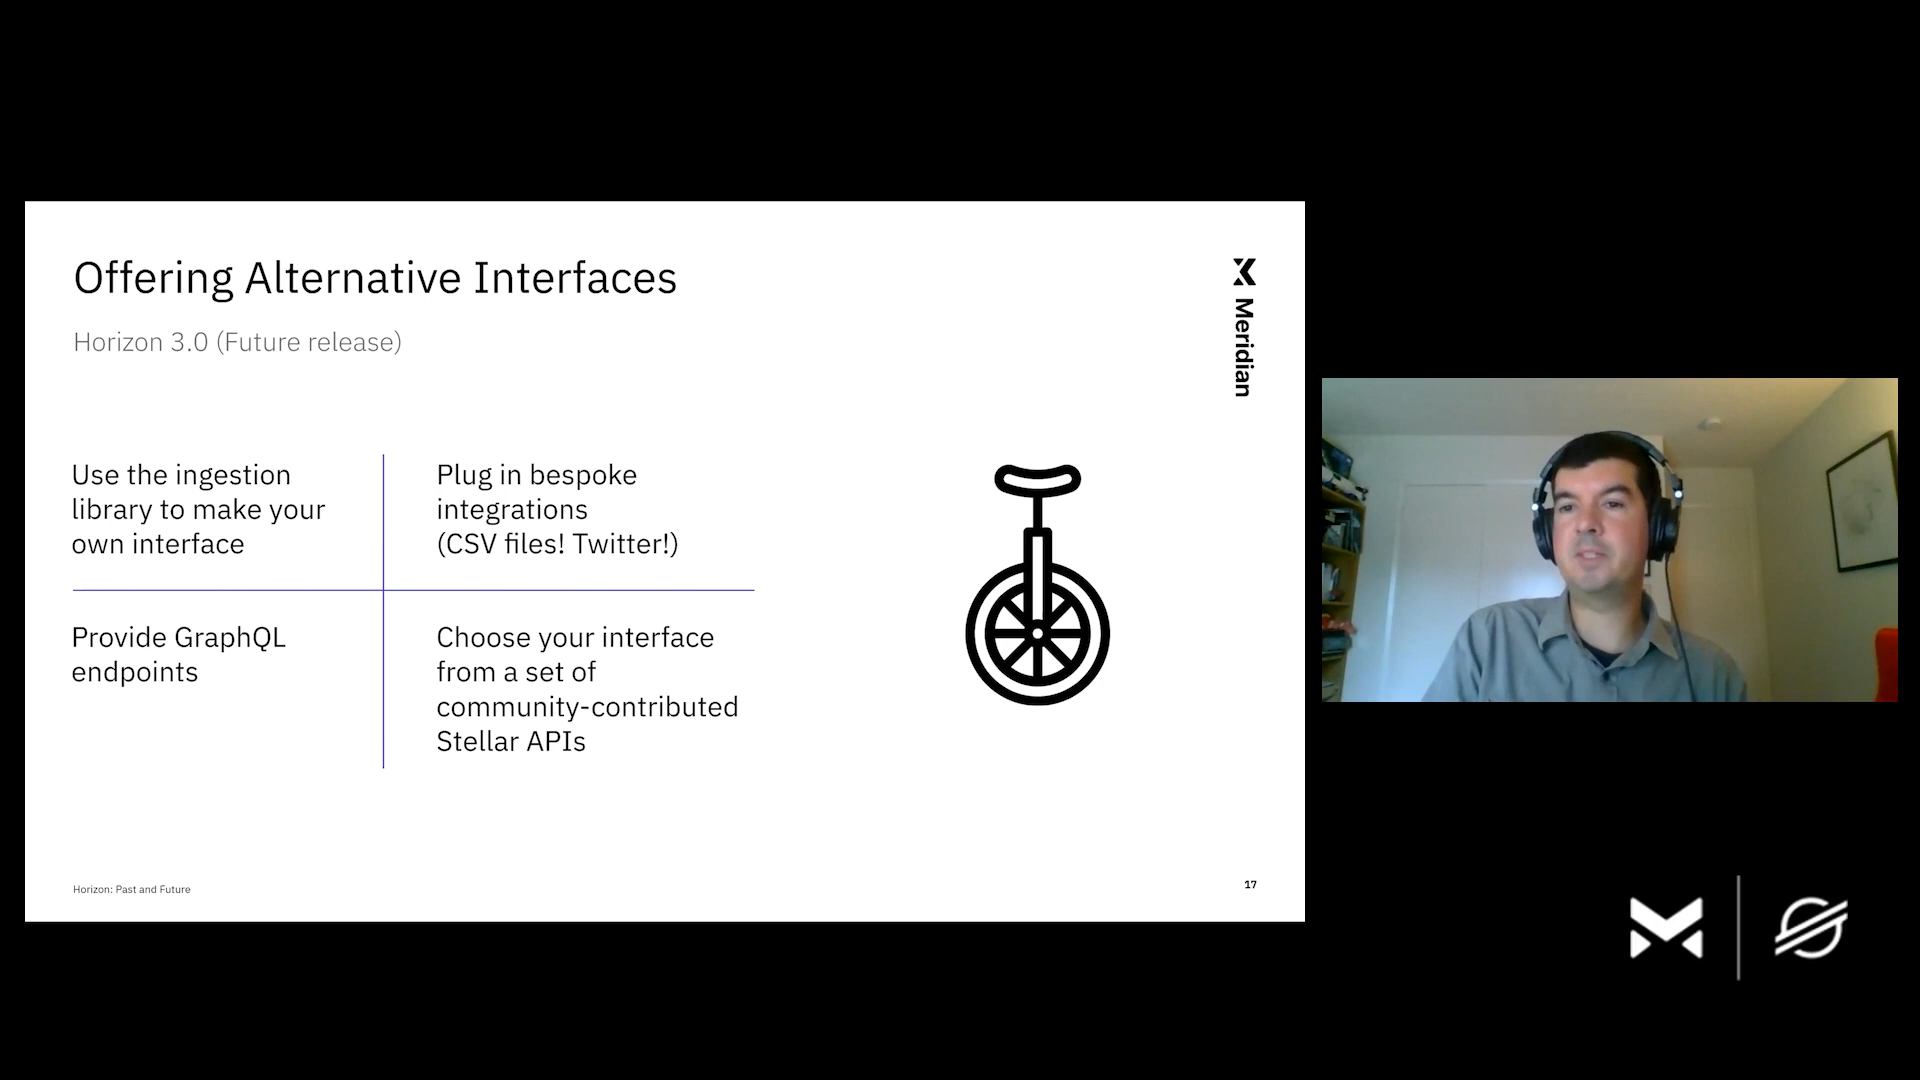 Offering Alternative Interfaces
Horizon 3.0 (Future release)
Meridian
Use the ingestion
library to make your
own interface
Plug in bespoke
integrations
(CSV files! Twitter!)
Provide GraphQL
endpoints
Choose your interface
from a set of
community-contributed
Stellar APIs
Horizon: Past and Future
17